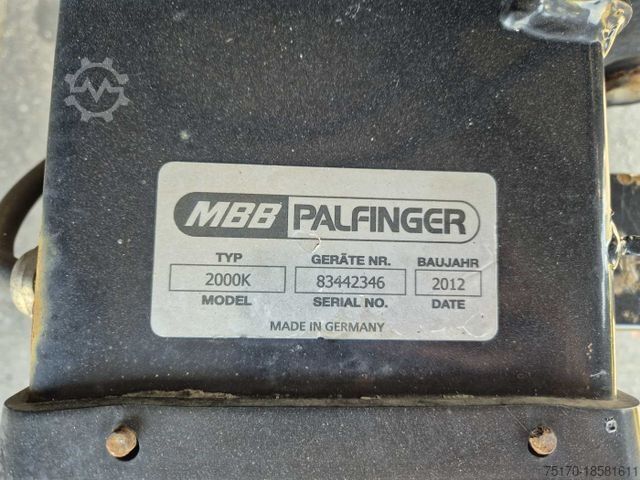 MBB PALFINGER
TYP GERÄTE NR. BAUJAHR
2000K 83442346 2012
MODEL SERIAL NO. DATE
MADE IN GERMANY
75170-18581611